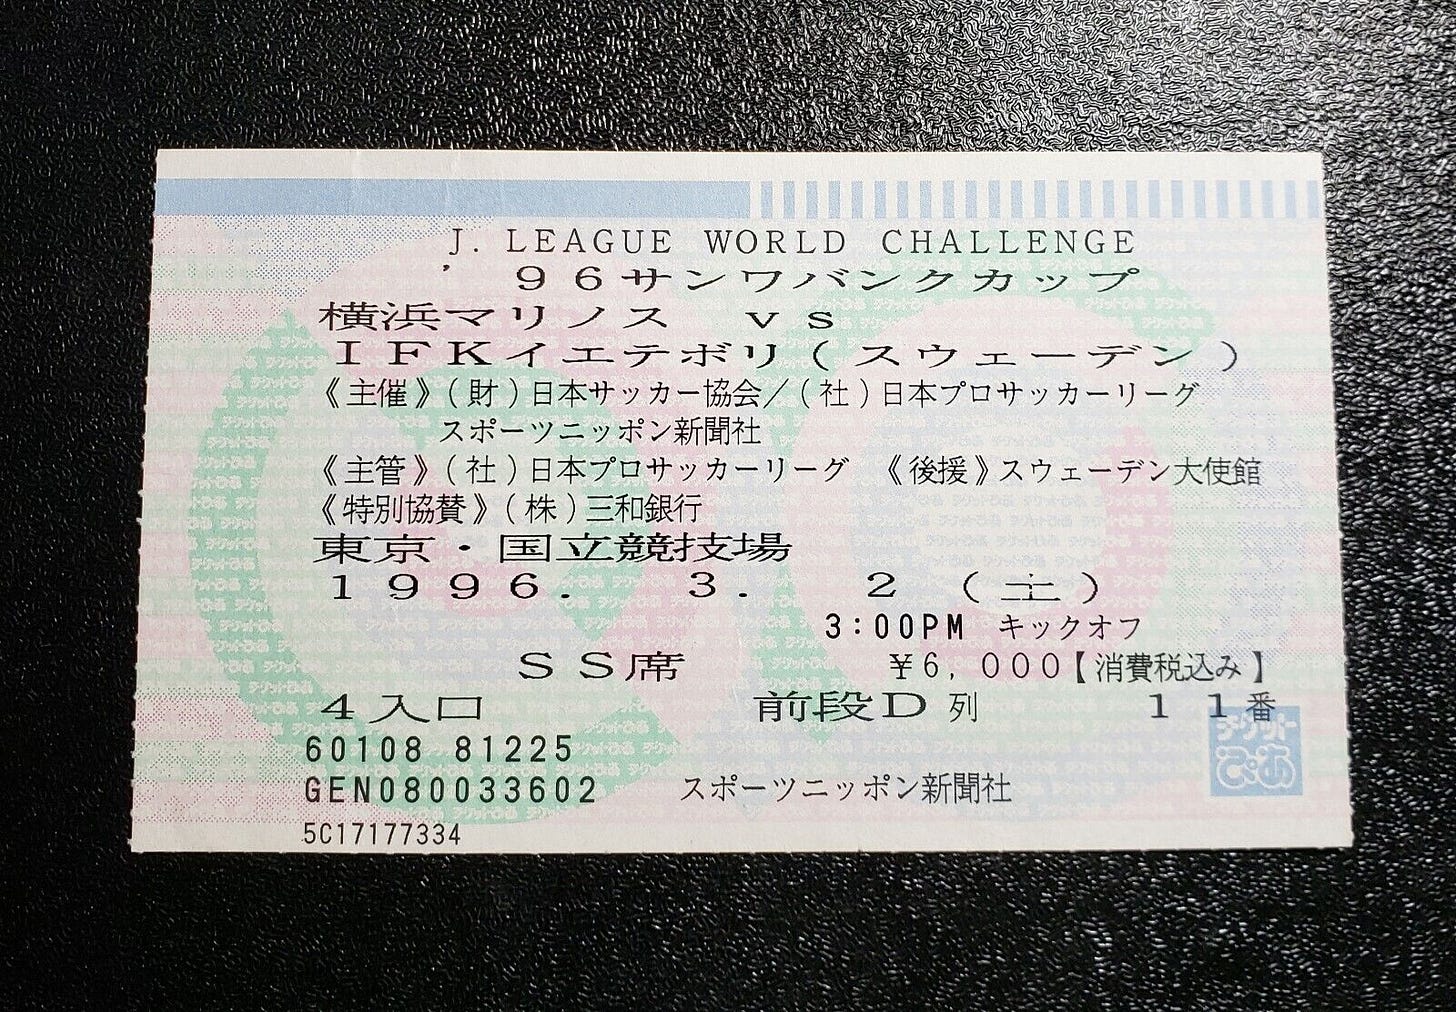 J. LEAGUE WORLD CHALLENGE
'９６サンワバンクカップ
横浜マリノス　ｖｓ
ＩＦＫイエテボリ（スウェーデン）
《主催》（財）日本サッカー協会／（社）日本プロサッカーリーグ
スポーツニッポン新聞社
《主管》（社）日本プロサッカーリーグ　《後援》スウェーデン大使館
《特別協賛》（株）三和銀行
東京・国立競技場
１９９６．　３．　２（土）
3:00PM　キックオフ
ＳＳ席　￥6，000【消費税込み】
４入口　前段Ｄ列　１１番
60108 81225
チケットぴあ
GEN080033602　スポーツニッポン新聞社
5C17177334